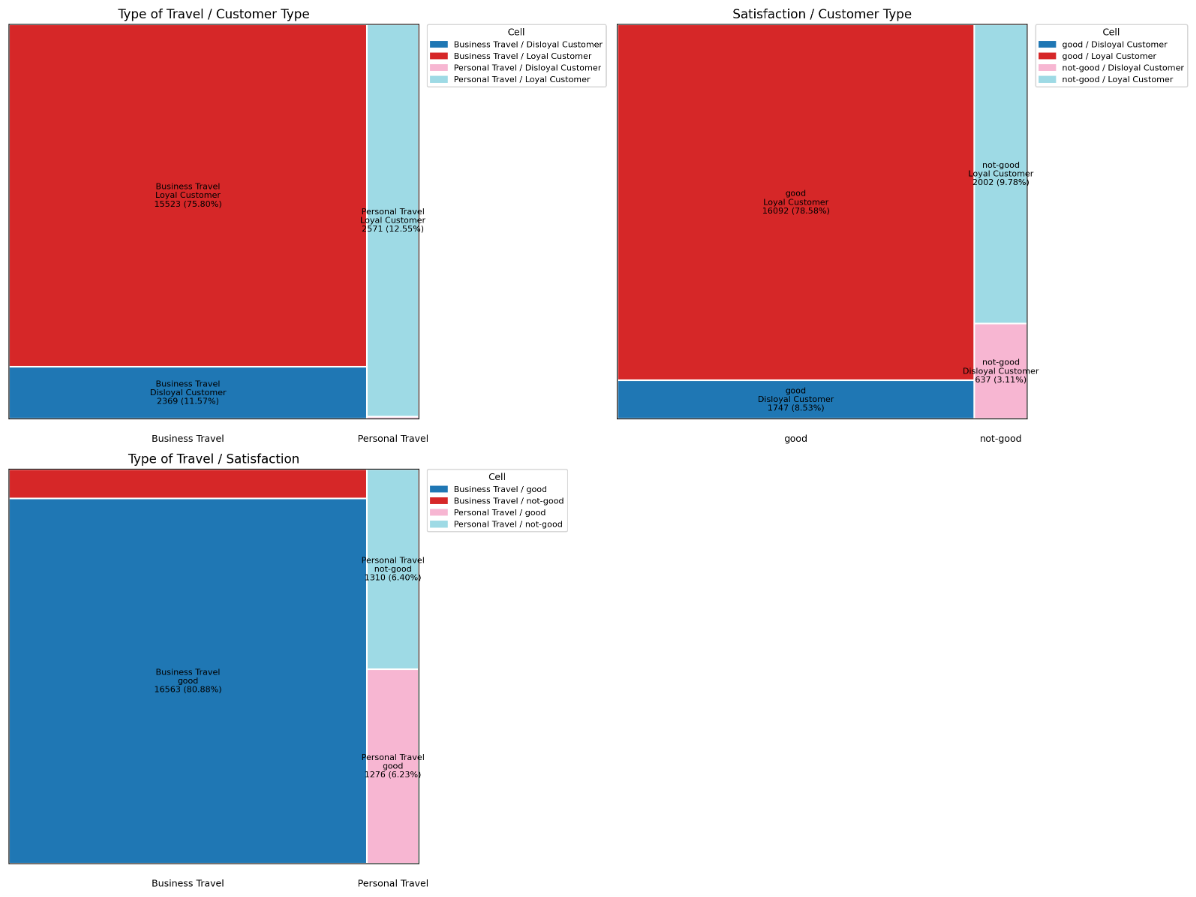 Type of Travel / Customer Type
Cell
Business Travel / Disloyal Customer
Business Travel / Loyal Customer
Personal Travel / Disloyal Customer
Personal Travel / Loyal Customer
Business Travel
Loyal Customer
15523 (75.80%)
Personal Travel
Loyal Customer
2571 (12.55%)
Business Travel
Disloyal Customer
2369 (11.57%)
Business Travel
Personal Travel
Satisfaction / Customer Type
Cell
good / Disloyal Customer
good / Loyal Customer
not-good / Disloyal Customer
not-good / Loyal Customer
good
Loyal Customer
16092 (78.58%)
not-good
Loyal Customer
2002 (9.78%)
good
Disloyal Customer
1747 (8.53%)
not-good
Disloyal Customer
637 (3.11%)
good
not-good
Type of Travel / Satisfaction
Cell
Business Travel / good
Business Travel / not-good
Personal Travel / good
Personal Travel / not-good
Personal Travel
not-good
1310 (6.40%)
Business Travel
good
16563 (80.88%)
Personal Travel
good
1276 (6.23%)
Business Travel
Personal Travel